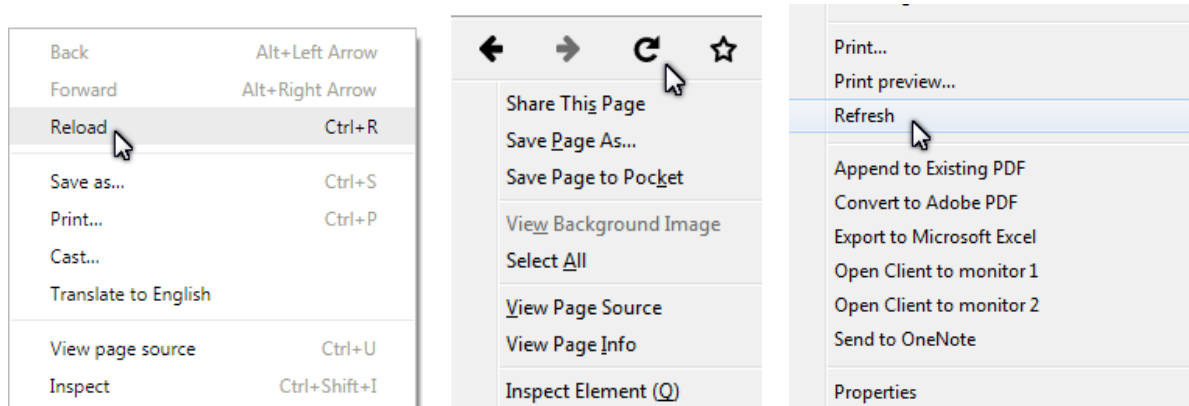 Back Alt+Left Arrow
Forward Alt+Right Arrow
Reload Ctrl+R
Save as... Ctrl+S
Print... Ctrl+P
Cast...
Translate to English
View page source Ctrl+U
Inspect Ctrl+Shift+I
Share This Page
Save Page As...
Save Page to Pocket
View Background Image
Select All
View Page Source
View Page Info
Inspect Element (Q)
Print...
Print preview...
Refresh
Append to Existing PDF
Convert to Adobe PDF
Export to Microsoft Excel
Open Client to monitor 1
Open Client to monitor 2
Send to OneNote
Properties